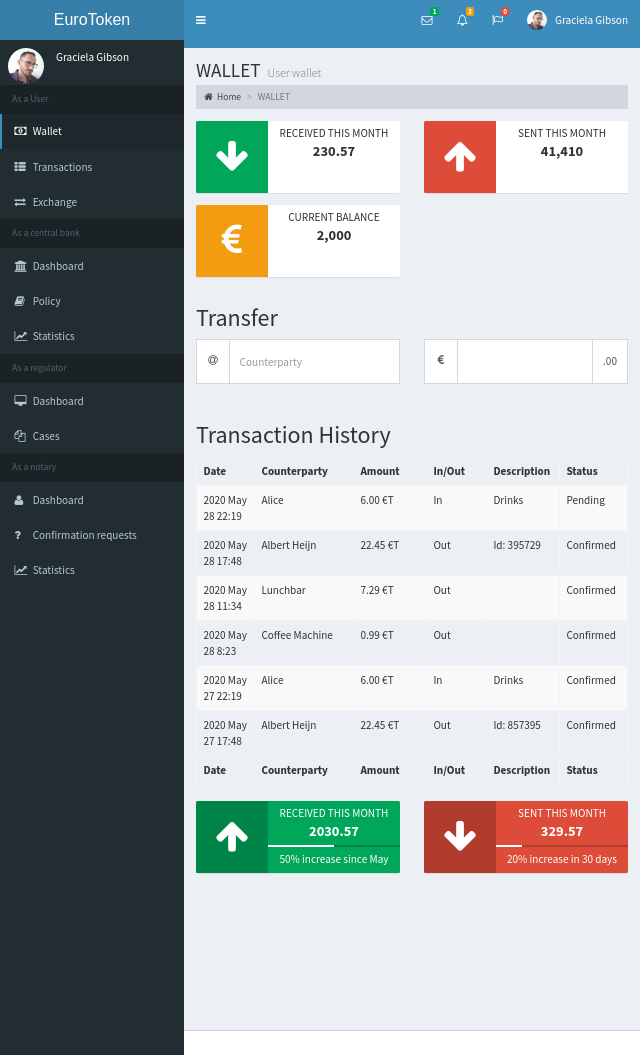 EuroToken
1
3
0
Graciela Gibson
Graciela Gibson
As a User
Wallet
Transactions
Exchange
As a central bank
Dashboard
Policy
Statistics
As a regulator
Dashboard
Cases
As a notary
Dashboard
? Confirmation requests
Statistics
WALLET User wallet
Home > WALLET
RECEIVED THIS MONTH
230.57
SENT THIS MONTH
41,410
€
CURRENT BALANCE
2,000
Transfer
@ Counterparty
€ .00
Transaction History
Date Counterparty Amount In/Out Description Status
2020 May 28 22:19 Alice 6.00 €T In Drinks Pending
2020 May 28 17:48 Albert Heijn 22.45 €T Out Id: 395729 Confirmed
2020 May 28 11:34 Lunchbar 7.29 €T Out Confirmed
2020 May 28 8:23 Coffee Machine 0.99 €T Out Confirmed
2020 May 27 22:19 Alice 6.00 €T In Drinks Confirmed
2020 May 27 17:48 Albert Heijn 22.45 €T Out Id: 857395 Confirmed
Date Counterparty Amount In/Out Description Status
RECEIVED THIS MONTH
2030.57
50% increase since May
SENT THIS MONTH
329.57
20% increase in 30 days